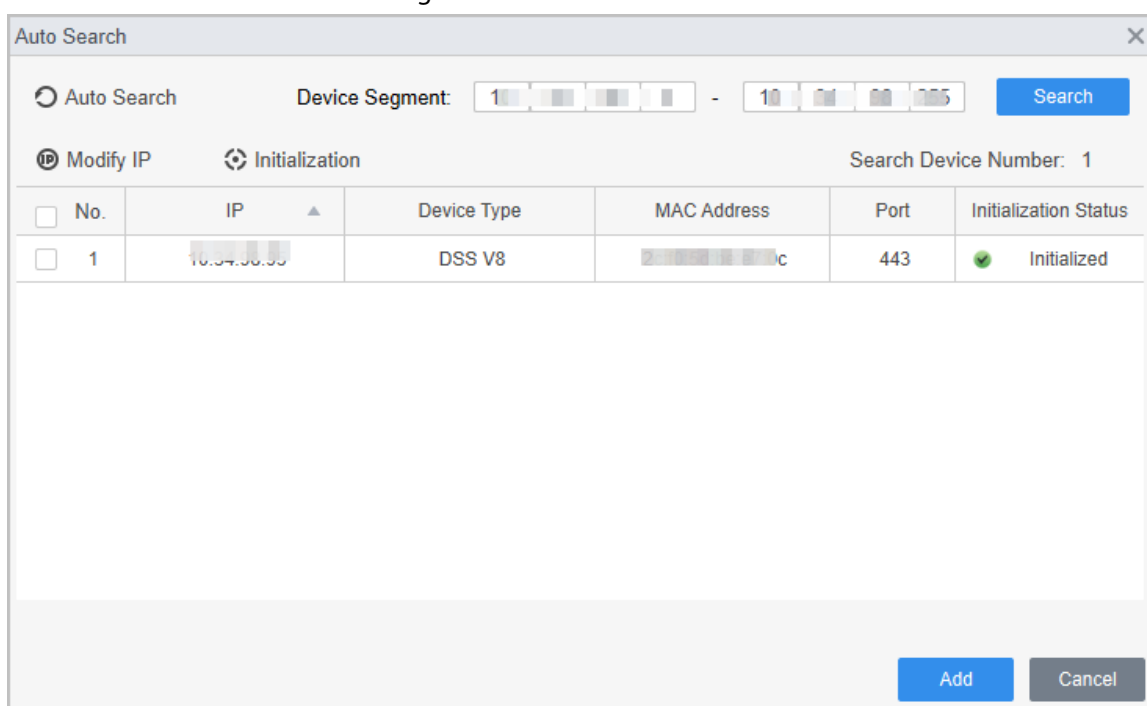 Auto Search
Auto Search Device Segment: - Search
Modify IP Initialization Search Device Number: 1
No. IP Device Type MAC Address Port Initialization Status
1 DSS V8 443 Initialized
Add Cancel